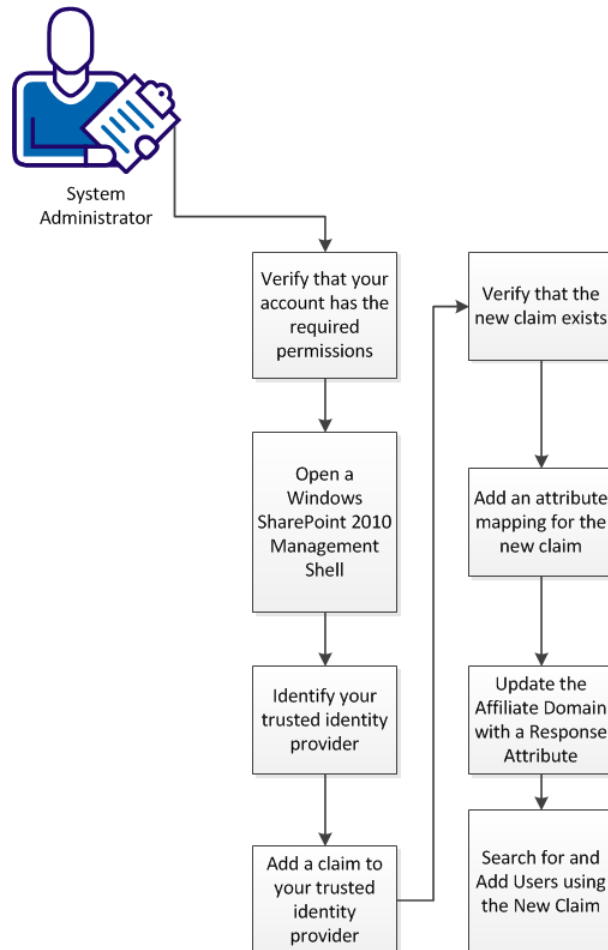 System
Administrator
Verify that your
account has the
required
permissions
Open a
Windows
SharePoint 2010
Management
Shell
Identify your
trusted identity
provider
Add a claim to
your trusted
identity
provider
Verify that the
new claim exists
Add an attribute
mapping for the
new claim
Update the
Affiliate Domain
with a Response
Attribute
Search for and
Add Users using
the New Claim